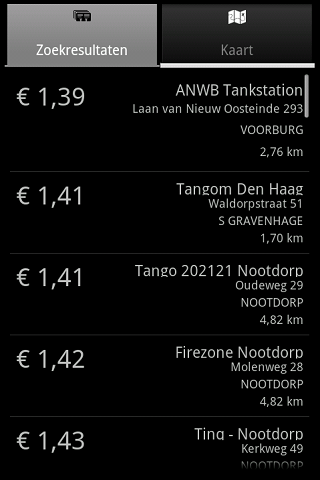 Zoekresultaten
Kaart
€ 1,39
ANWB Tankstation
Laan van Nieuw Oosteinde 293
VOORBURG
2,76 km
€ 1,41
Tangom Den Haag
Waldorpstraat 51
S GRAVENHAGE
1,70 km
€ 1,41
Tango 202121 Nootdorp
Oudeweg 29
NOOTDORP
4,82 km
€ 1,42
Firezone Nootdorp
Molenweg 28
NOOTDORP
4,82 km
€ 1,43
Tinq - Nootdorp
Kerkweg 49
NOOTDORP